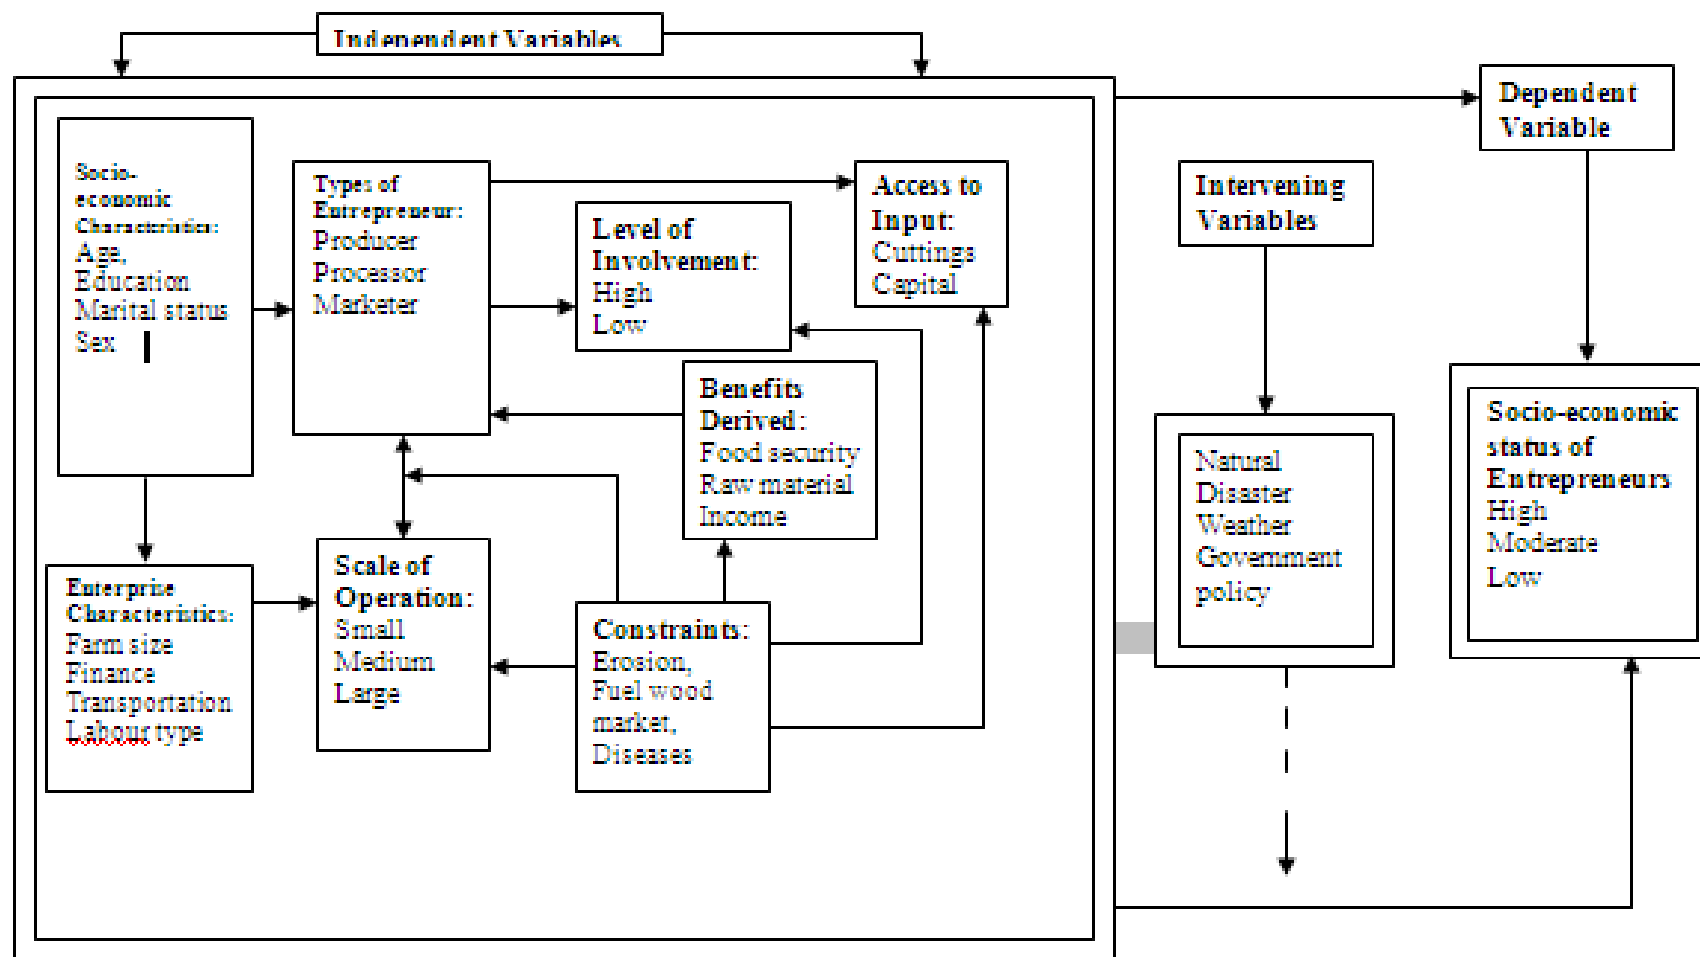 Independent Variables
Dependent
Variable
Socio-
economic
Characteristics:
Age,
Education
Marital status
Sex
Types of
Entrepreneur:
Producer
Processor
Marketer
Level of
Involvement:
High
Low
Access to
Input:
Cuttings
Capital
Intervening
Variables
Benefits
Derived:
Food security
Raw material
Income
Natural
Disaster
Weather
Government
policy
Socio-economic
status of
Entrepreneurs
High
Moderate
Low
Enterprise
Characteristics:
Farm size
Finance
Transportation
Labour type
Scale of
Operation:
Small
Medium
Large
Constraints:
Erosion,
Fuel wood
market,
Diseases